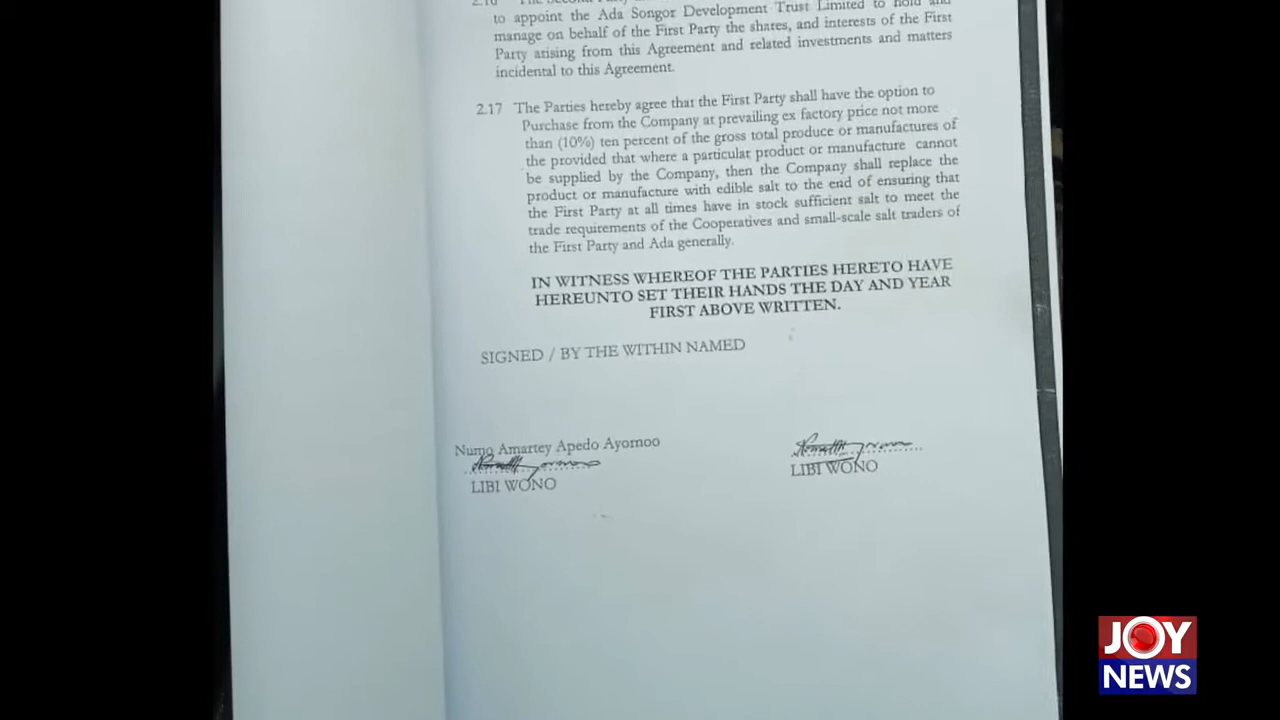 to appoint the Ada Songor Development Trust Limited to hold and
manage on behalf of the First Party the shares, and interests of the First
Party arising from this Agreement and related investments and matters
incidental to this Agreement.
2.17 The Parties hereby agree that the First Party shall have the option to
Purchase from the Company at prevailing ex factory price not more
than (10%) ten percent of the gross total produce or manufactures of
the provided that where a particular product or manufacture cannot
be supplied by the Company, then the Company shall replace the
product or manufacture with edible salt to the end of ensuring that
the First Party at all times have in stock sufficient salt to meet the
trade requirements of the Cooperatives and small-scale salt traders of
the First Party and Ada generally.
IN WITNESS WHEREOF THE PARTIES HERETO HAVE
HEREUNTO SET THEIR HANDS THE DAY AND YEAR
FIRST ABOVE WRITTEN.
SIGNED / BY THE WITHIN NAMED
Numo Amartey Apedo Ayornoo
LIBI WONO
LIBI WONO
JOY
NEWS